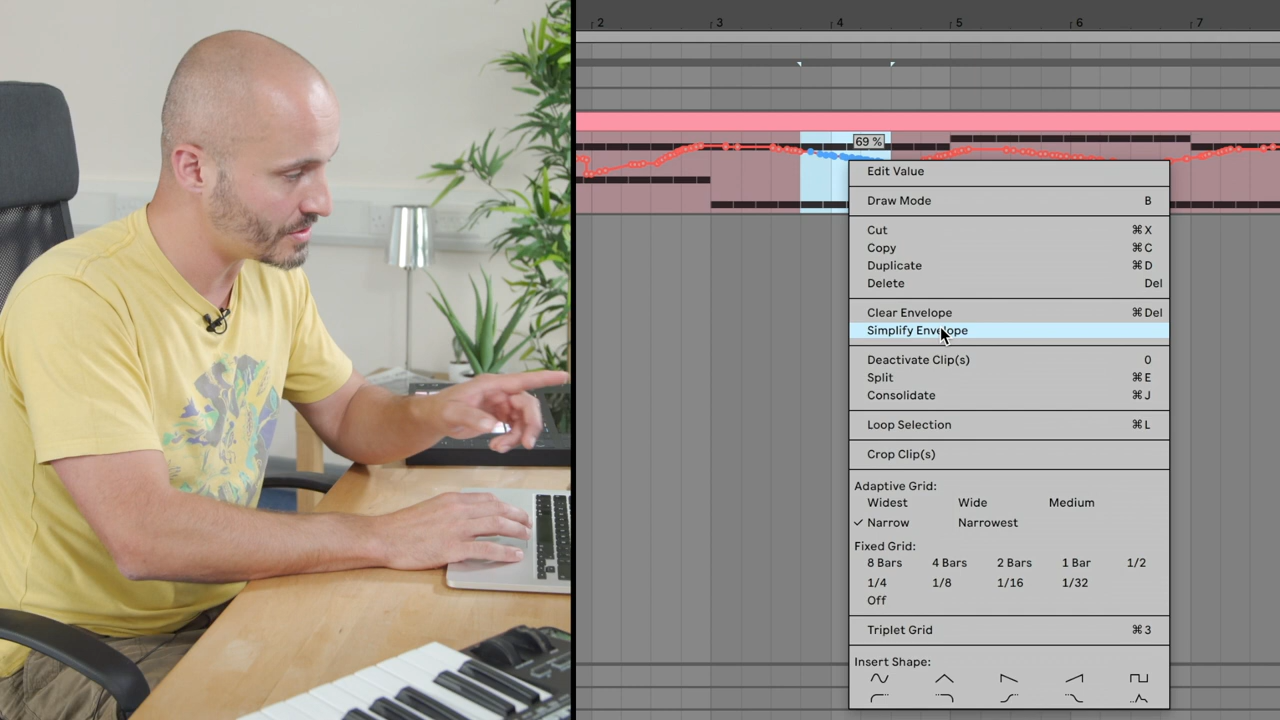 2 3 4 5 6 7
69 %
Edit Value
Draw Mode B
Cut ⌘X
Copy ⌘C
Duplicate ⌘D
Delete Del
Clear Envelope ⌘Del
Simplify Envelope
Deactivate Clip(s) 0
Split ⌘E
Consolidate ⌘J
Loop Selection ⌘L
Crop Clip(s)
Adaptive Grid:
Widest Wide Medium
✓ Narrow Narrowest
Fixed Grid:
8 Bars 4 Bars 2 Bars 1 Bar 1/2
1/4 1/8 1/16 1/32
Off
Triplet Grid ⌘3
Insert Shape: